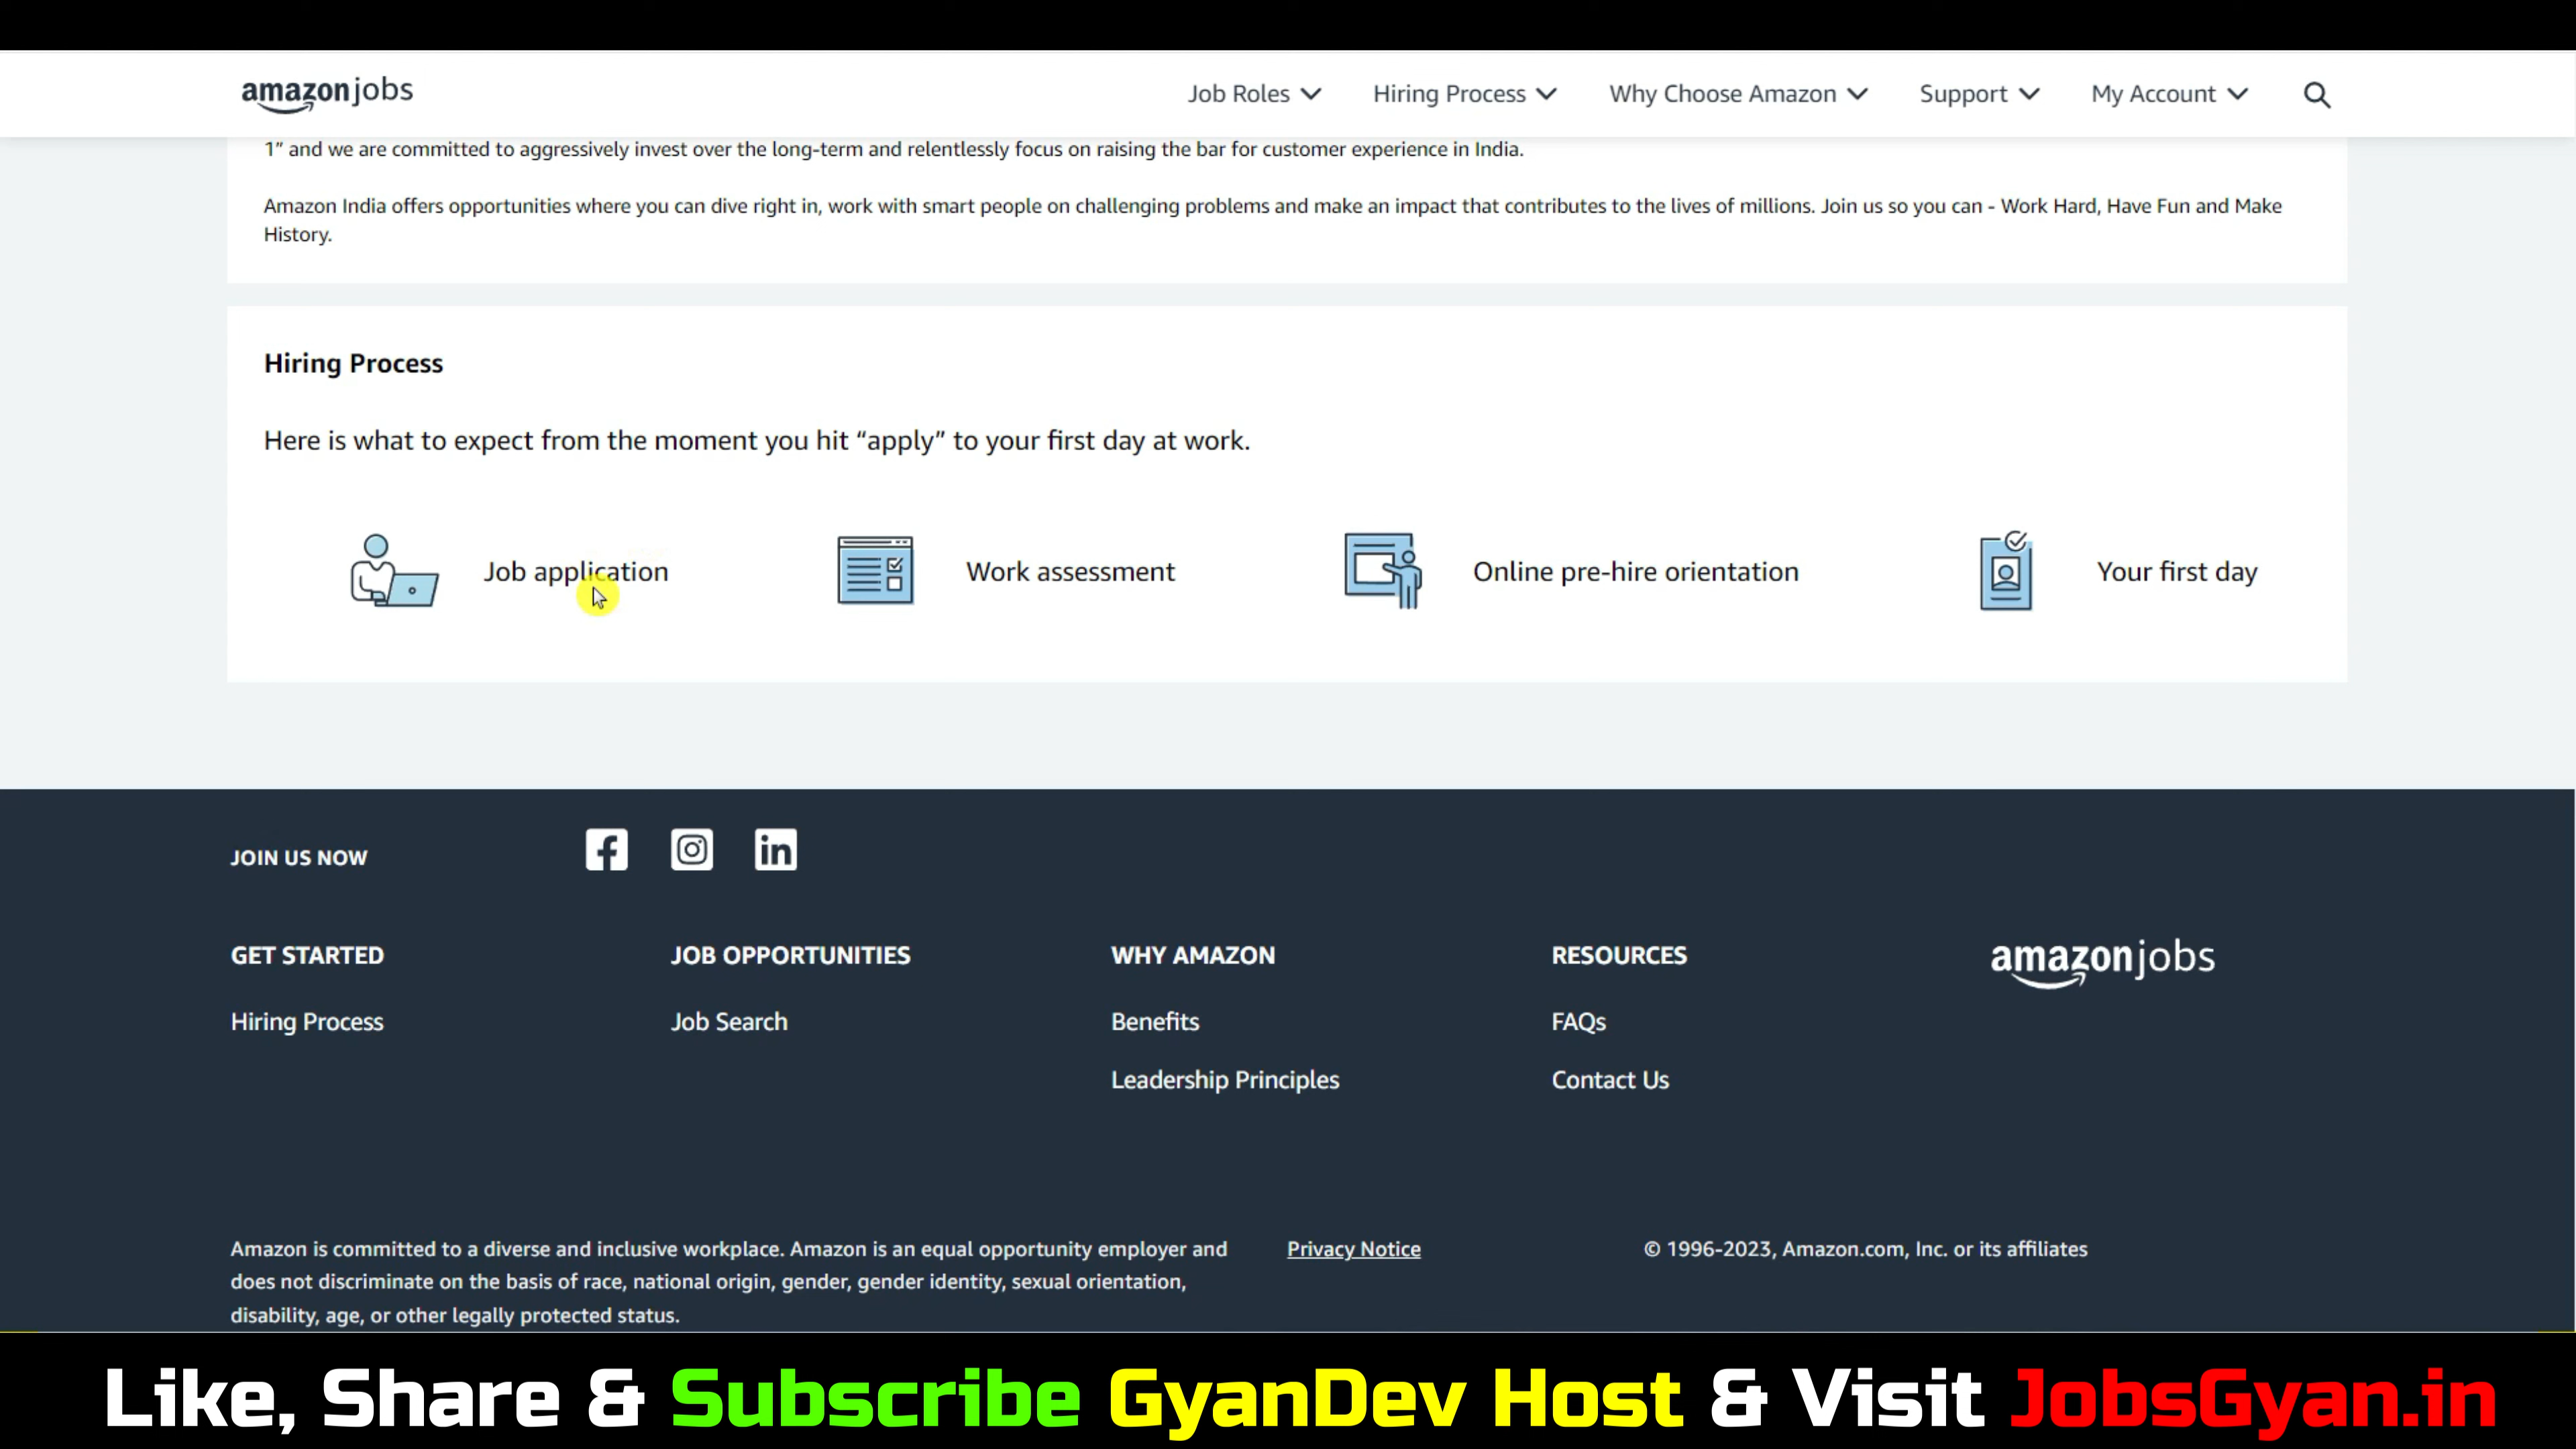 amazonjobs
Job Roles
Hiring Process
Why Choose Amazon
Support
My Account
1” and we are committed to aggressively invest over the long-term and relentlessly focus on raising the bar for customer experience in India.
Amazon India offers opportunities where you can dive right in, work with smart people on challenging problems and make an impact that contributes to the lives of millions. Join us so you can - Work Hard, Have Fun and Make
History.
Hiring Process
Here is what to expect from the moment you hit “apply” to your first day at work.
Job application
Work assessment
Online pre-hire orientation
Your first day
JOIN US NOW
GET STARTED
Hiring Process
JOB OPPORTUNITIES
Job Search
WHY AMAZON
Benefits
Leadership Principles
RESOURCES
FAQs
Contact Us
amazonjobs
Amazon is committed to a diverse and inclusive workplace. Amazon is an equal opportunity employer and
does not discriminate on the basis of race, national origin, gender, gender identity, sexual orientation,
disability, age, or other legally protected status.
Privacy Notice
© 1996-2023, Amazon.com, Inc. or its affiliates
Like, Share & Subscribe GyanDev Host & Visit JobsGyan.in